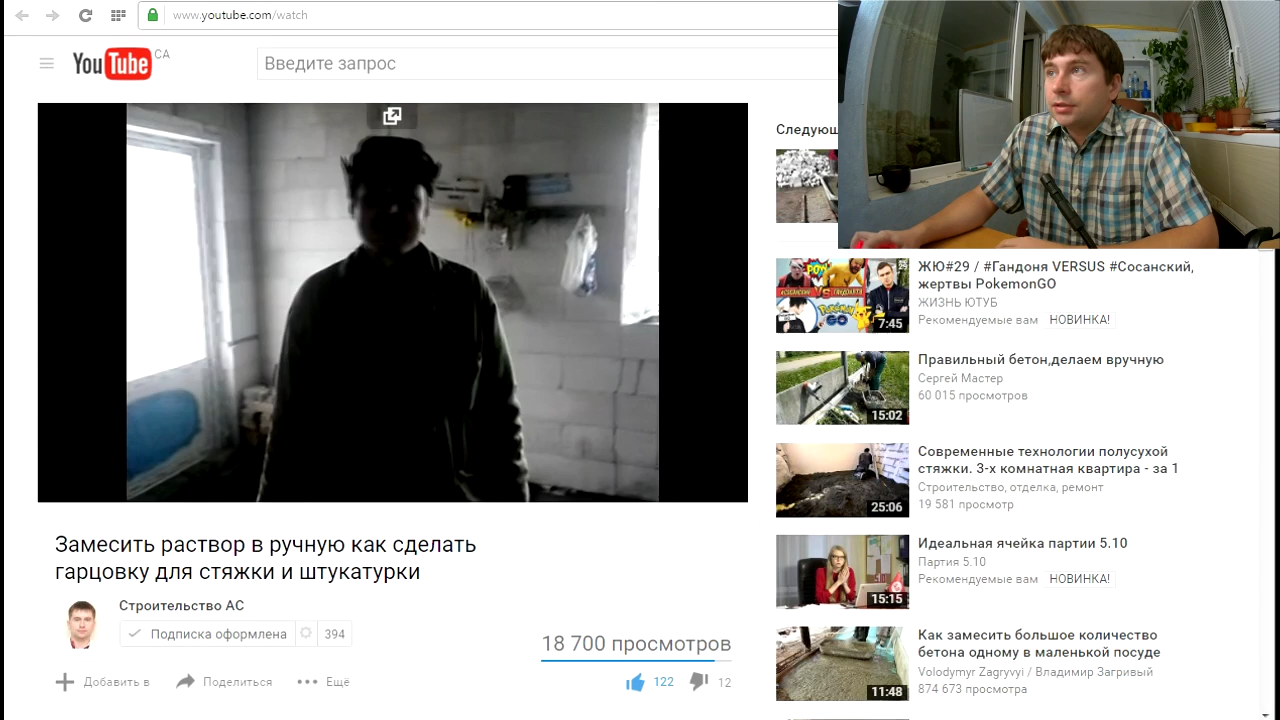 www.youtube.com/watch
YouTube CA
Введите запрос
Следующ
ЖЮ#29 / #Гандоня VERSUS #Сосанский,
жертвы PokemonGO
ЖИЗНЬ ЮТУБ
Рекомендуемые вам НОВИНКА!
7:45
Правильный бетон,делаем вручную
Сергей Мастер
60 015 просмотров
15:02
Современные технологии полусухой
стяжки. 3-х комнатная квартира - за 1
Строительство, отделка, ремонт
19 581 просмотр
25:06
Идеальная ячейка партии 5.10
Партия 5.10
Рекомендуемые вам НОВИНКА!
15:15
Как замесить большое количество
бетона одному в маленькой посуде
Volodymyr Zagryvyi / Владимир Загривый
874 673 просмотра
11:48
Замесить раствор в ручную как сделать
гарцовку для стяжки и штукатурки
Строительство АС
Подписка оформлена 394
18 700 просмотров
Добавить в Поделиться Ещё 122 12